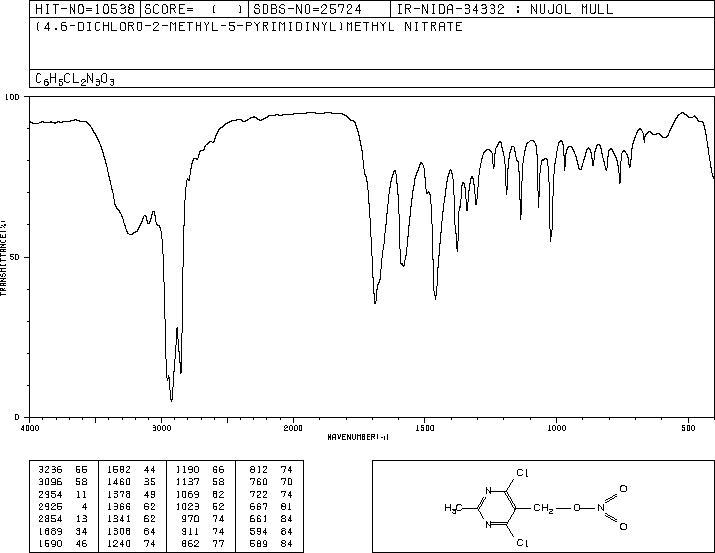 HIT-NO=10538 SCORE= ( ) SDBS-NO=25724 IR-NIDA-34332 : NUJOL MULL
(4,6-DICHLORO-2-METHYL-5-PYRIMIDINYL)METHYL NITRATE
C6H5CL2N3O3
100
50
0
TRANSMITTANCE(%)
4000 3000 2000 1500 1000 500
WAVENUMBER(-1)
3236 55 1582 44 1190 66 812 74
3096 58 1460 35 1137 58 760 70
2954 11 1378 49 1069 62 722 74
2925 4 1366 62 1023 52 667 81
2854 13 1341 62 970 74 661 84
1689 34 1308 64 911 74 594 84
1590 46 1240 74 862 77 589 84
Cl
O
N
H3C
CH2
O
N
N
O
Cl